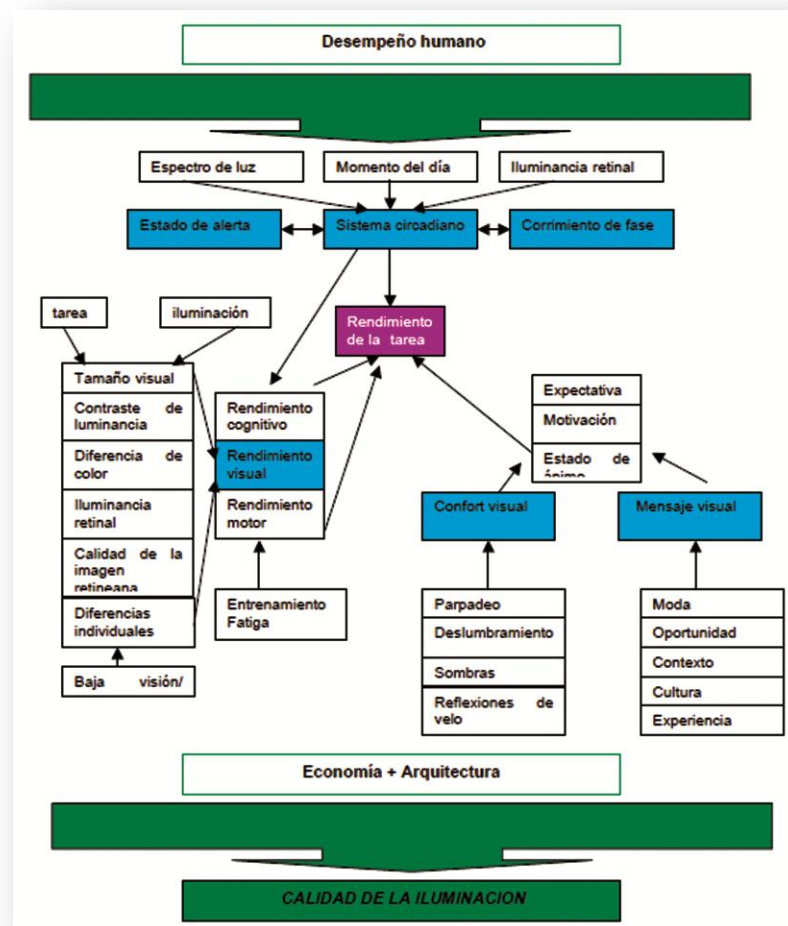 Desempeño humano
Espectro de luz
Momento del día
Iluminancia retinal
Estado de alerta
Sistema circadiano
Corrimiento de fase
tarea
iluminación
Rendimiento
de la tarea
Tamaño visual
Contraste de
luminancia
Diferencia de
color
Iluminancia
retinal
Calidad de la
imagen
retineana
Diferencias
individuales
Baja visión/
Rendimiento
cognitivo
Rendimiento
visual
Rendimiento
motor
Entrenamiento
Fatiga
Expectativa
Motivación
Estado de
ánimo
Confort visual
Mensaje visual
Parpadeo
Deslumbramiento
Sombras
Reflexiones de
velo
Moda
Oportunidad
Contexto
Cultura
Experiencia
Economía + Arquitectura
CALIDAD DE LA ILUMINACION